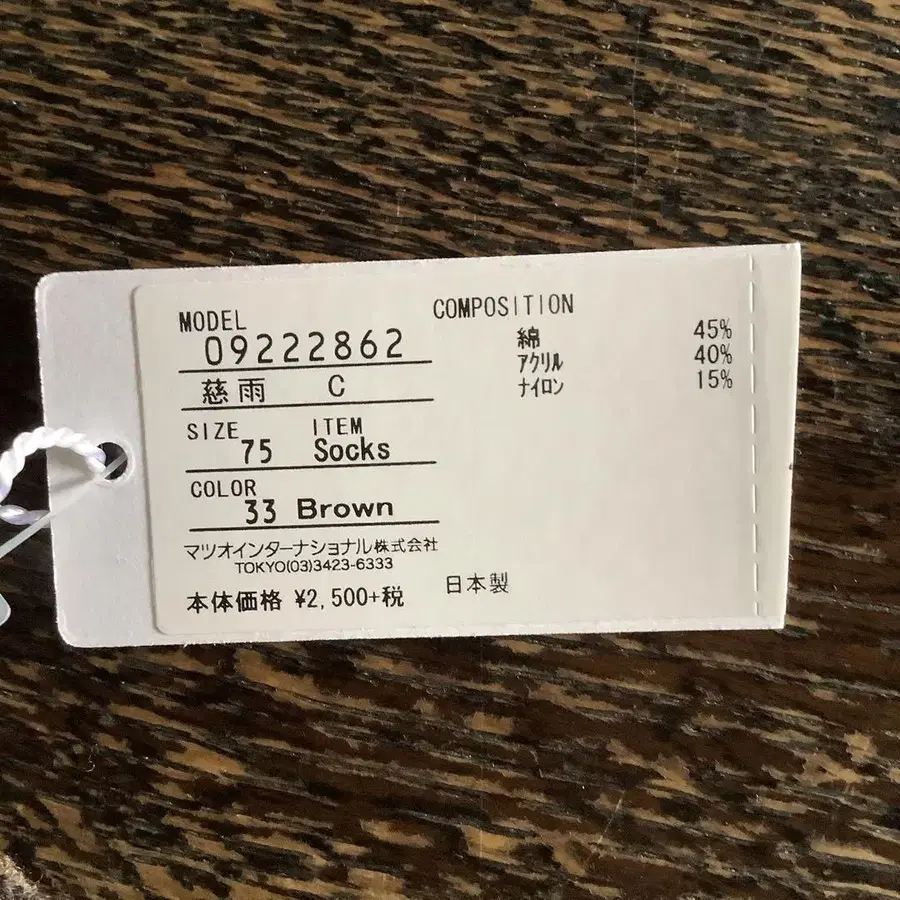 MODEL
09222862
慈雨 C
SIZE ITEM
75 Socks
COLOR
33 Brown
マツオインターナショナル株式会社
TOKYO(03)3423-6333
本体価格 ¥2,500+税
COMPOSITION
綿 45%
アクリル 40%
ナイロン 15%
日本製